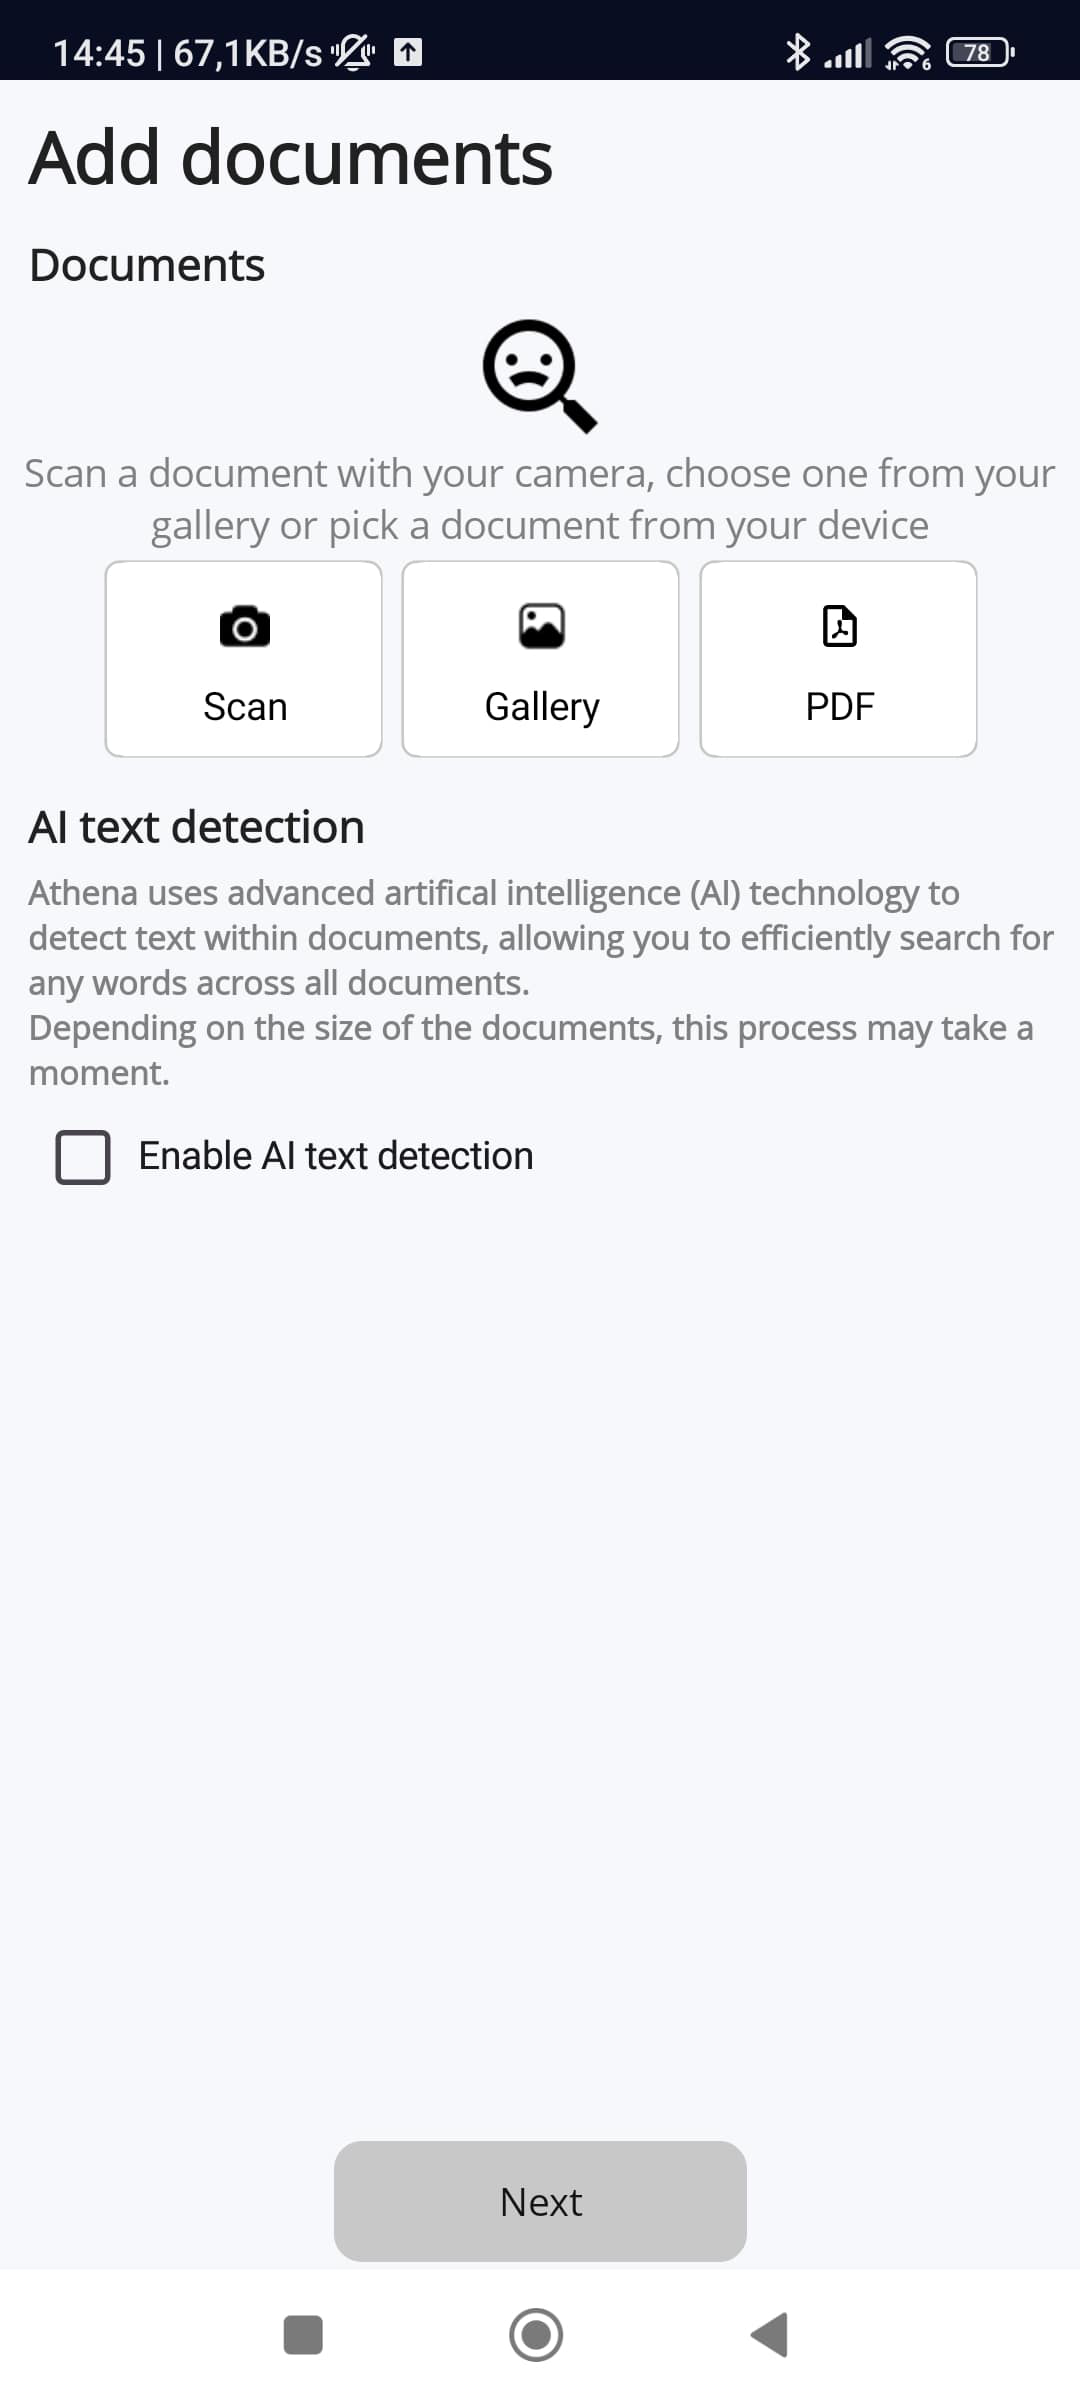 14:45 | 67,1KB/s
6
78
Add documents
Documents
Scan a document with your camera, choose one from your
gallery or pick a document from your device
Scan
Gallery
PDF
AI text detection
Athena uses advanced artifical intelligence (AI) technology to
detect text within documents, allowing you to efficiently search for
any words across all documents.
Depending on the size of the documents, this process may take a
moment.
Enable AI text detection
Next